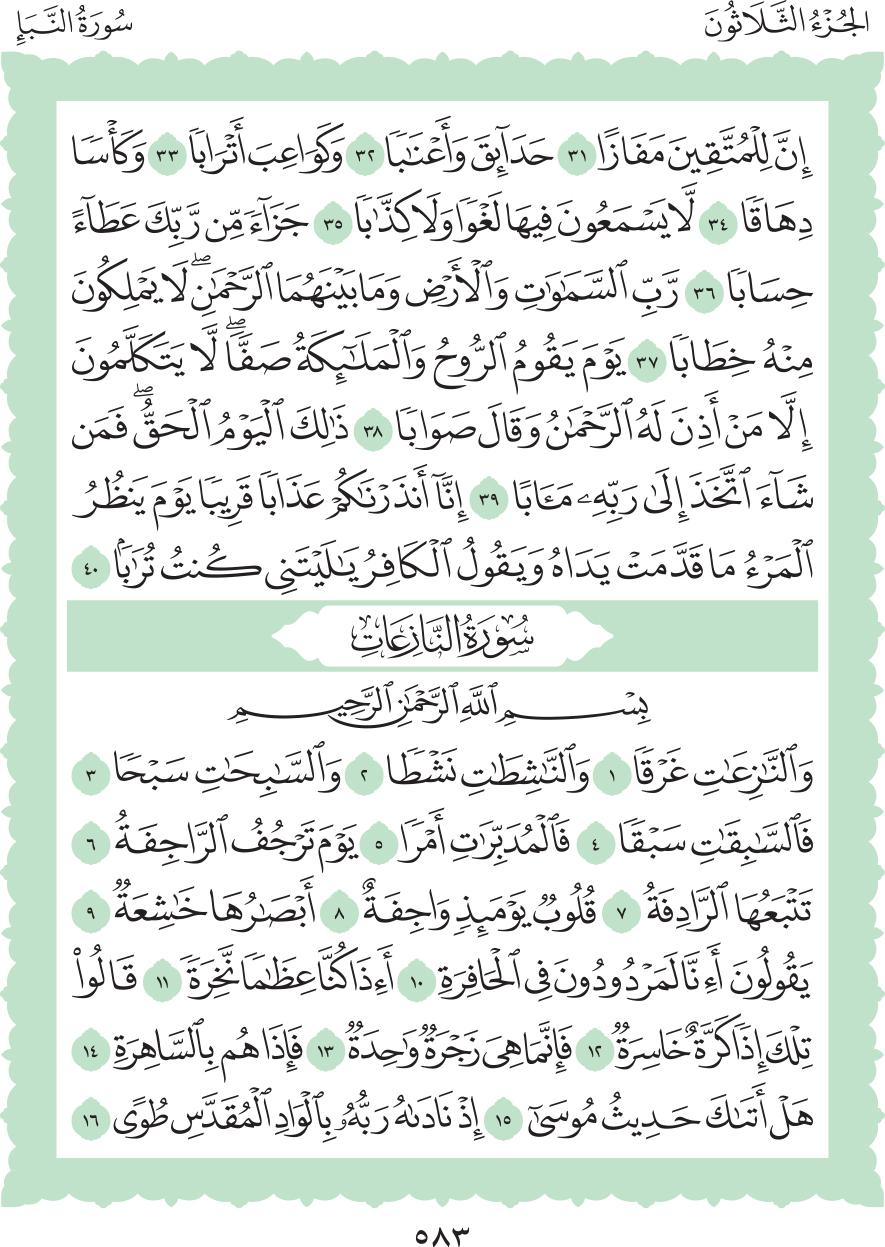 الجُزْءُ الثَّلَاثُونَ
سُورَةُ النَّبَإِ
إِنَّ لِلْمُتَّقِينَ مَفَازًا ٣١ حَدَآئِقَ وَأَعْنَٰبًا ٣٢ وَكَوَاعِبَ أَتْرَابًا ٣٣ وَكَأْسًا
دِهَاقًا ٣٤ لَّا يَسْمَعُونَ فِيهَا لَغْوًا وَلَا كِذَّٰبًا ٣٥ جَزَآءً مِّن رَّبِّكَ عَطَآءً
حِسَابًا ٣٦ رَّبِّ ٱلسَّمَٰوَٰتِ وَٱلْأَرْضِ وَمَا بَيْنَهُمَا ٱلرَّحْمَٰنِۖ لَا يَمْلِكُونَ
مِنْهُ خِطَابًا ٣٧ يَوْمَ يَقُومُ ٱلرُّوحُ وَٱلْمَلَٰٓئِكَةُ صَفًّاۖ لَّا يَتَكَلَّمُونَ
إِلَّا مَنْ أَذِنَ لَهُ ٱلرَّحْمَٰنُ وَقَالَ صَوَابًا ٣٨ ذَٰلِكَ ٱلْيَوْمُ ٱلْحَقُّۖ فَمَن
شَآءَ ٱتَّخَذَ إِلَىٰ رَبِّهِۦ مَـَٔابًا ٣٩ إِنَّآ أَنذَرْنَٰكُمْ عَذَابًا قَرِيبًا يَوْمَ يَنظُرُ
ٱلْمَرْءُ مَا قَدَّمَتْ يَدَاهُ وَيَقُولُ ٱلْكَافِرُ يَٰلَيْتَنِى كُنتُ تُرَٰبًۢا ٤٠
سُورَةُ النَّازِعَاتِ
بِسْمِ ٱللَّهِ ٱلرَّحْمَٰنِ ٱلرَّحِيمِ
وَٱلنَّٰزِعَٰتِ غَرْقًا ١ وَٱلنَّٰشِطَٰتِ نَشْطًا ٢ وَٱلسَّٰبِحَٰتِ سَبْحًا ٣
فَٱلسَّٰبِقَٰتِ سَبْقًا ٤ فَٱلْمُدَبِّرَٰتِ أَمْرًا ٥ يَوْمَ تَرْجُفُ ٱلرَّاجِفَةُ ٦
تَتْبَعُهَا ٱلرَّادِفَةُ ٧ قُلُوبٌ يَوْمَئِذٍ وَاجِفَةٌ ٨ أَبْصَٰرُهَا خَٰشِعَةٌ ٩
يَقُولُونَ أَءِنَّا لَمَرْدُودُونَ فِى ٱلْحَافِرَةِ ١٠ أَءِذَا كُنَّا عِظَٰمًا نَّخِرَةً ١١ قَالُوا۟
تِلْكَ إِذًا كَرَّةٌ خَاسِرَةٌ ١٢ فَإِنَّمَا هِىَ زَجْرَةٌ وَٰحِدَةٌ ١٣ فَإِذَا هُم بِٱلسَّاهِرَةِ ١٤
هَلْ أَتَىٰكَ حَدِيثُ مُوسَىٰٓ ١٥ إِذْ نَادَىٰهُ رَبُّهُۥ بِٱلْوَادِ ٱلْمُقَدَّسِ طُوًى ١٦
٥٨٣